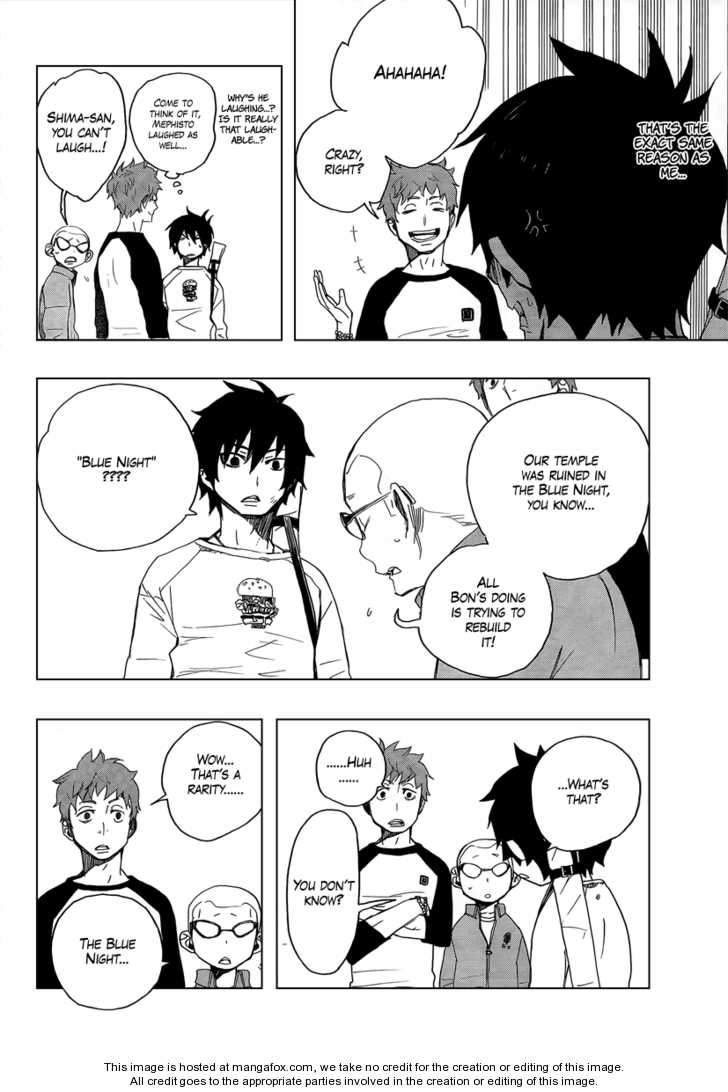 THAT'S THE
EXACT SAME
REASON AS
ME...
AHAHAHA!
CRAZY,
RIGHT?
WHY'S HE
LAUGHING...?
IS IT REALLY
THAT LAUGH-
ABLE...?
COME TO
THINK OF IT,
MEPHISTO
LAUGHED AS
WELL...
SHIMA-SAN,
YOU CAN'T
LAUGH...!
OUR TEMPLE
WAS RUINED IN
THE BLUE NIGHT,
YOU KNOW...
ALL
BON'S DOING
IS TRYING TO
REBUILD
IT!
"BLUE NIGHT"
????
...WHAT'S
THAT?
......HUH
......
YOU DON'T
KNOW?
WOW...
THAT'S A
RARITY......
THE BLUE
NIGHT...
This image is hosted at mangafox.com, we take no credit for the creation or editing of this image.
All credit goes to the appropriate parties involved in the creation or editing of this image.